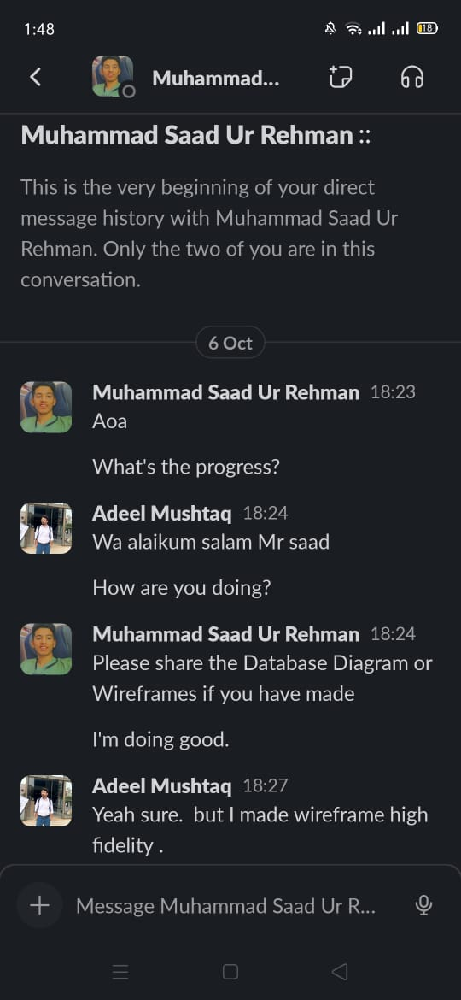 1:48
18
Muhammad...
Muhammad Saad Ur Rehman ::
This is the very beginning of your direct
message history with Muhammad Saad Ur
Rehman. Only the two of you are in this
conversation.
6 Oct
Muhammad Saad Ur Rehman 18:23
Aoa
What's the progress?
Adeel Mushtaq 18:24
Wa alaikum salam Mr saad
How are you doing?
Muhammad Saad Ur Rehman 18:24
Please share the Database Diagram or
Wireframes if you have made
I'm doing good.
Adeel Mushtaq 18:27
Yeah sure.  but I made wireframe high
fidelity .
Message Muhammad Saad Ur R...